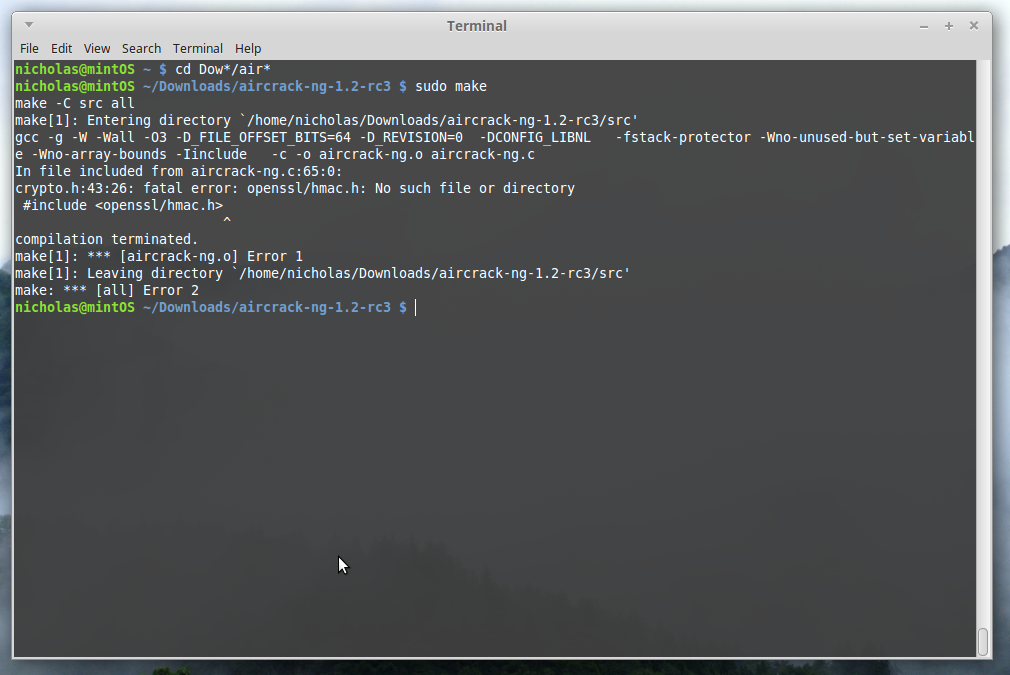 Terminal
File Edit View Search Terminal Help
nicholas@mintOS ~ $ cd Dow*/air*
nicholas@mintOS ~/Downloads/aircrack-ng-1.2-rc3 $ sudo make
make -C src all
make[1]: Entering directory `/home/nicholas/Downloads/aircrack-ng-1.2-rc3/src'
gcc -g -W -Wall -O3 -D_FILE_OFFSET_BITS=64 -D_REVISION=0  -DCONFIG_LIBNL   -fstack-protector -Wno-unused-but-set-variabl
e -Wno-array-bounds -Iinclude   -c -o aircrack-ng.o aircrack-ng.c
In file included from aircrack-ng.c:65:0:
crypto.h:43:26: fatal error: openssl/hmac.h: No such file or directory
 #include <openssl/hmac.h>
                          ^
compilation terminated.
make[1]: *** [aircrack-ng.o] Error 1
make[1]: Leaving directory `/home/nicholas/Downloads/aircrack-ng-1.2-rc3/src'
make: *** [all] Error 2
nicholas@mintOS ~/Downloads/aircrack-ng-1.2-rc3 $